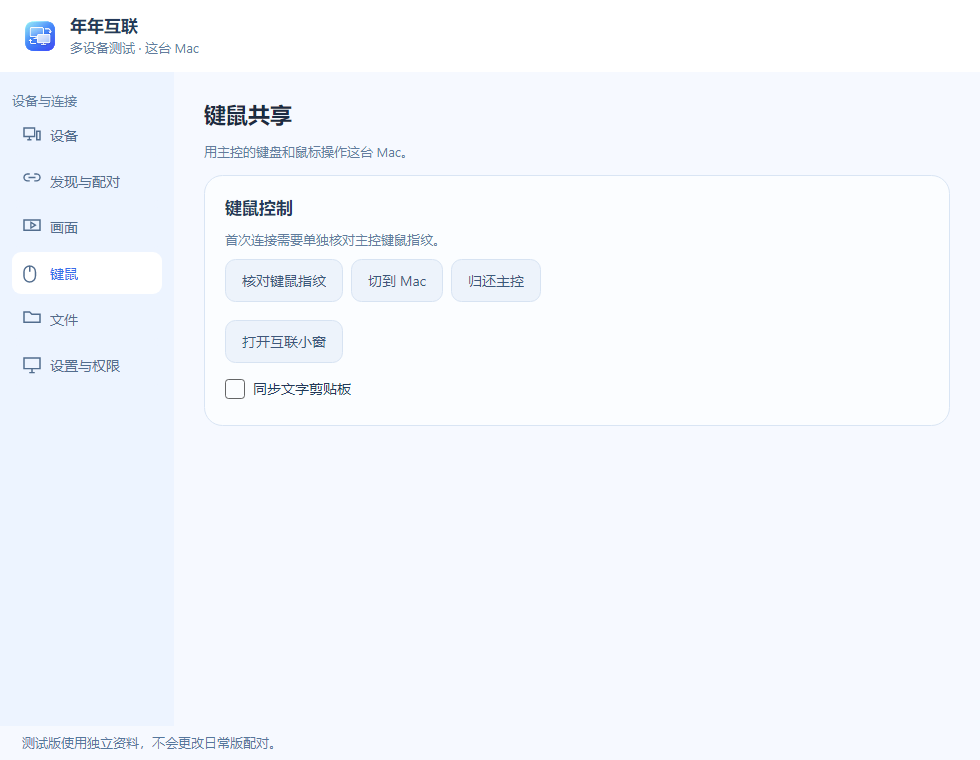 年年互联
多设备测试 · 这台 Mac
设备与连接
设备
发现与配对
画面
键鼠
文件
设置与权限
键鼠共享
用主控的键盘和鼠标操作这台 Mac。
键鼠控制
首次连接需要单独核对主控键鼠指纹。
核对键鼠指纹 切到 Mac 归还主控
打开互联小窗
同步文字剪贴板
测试版使用独立资料，不会更改日常版配对。